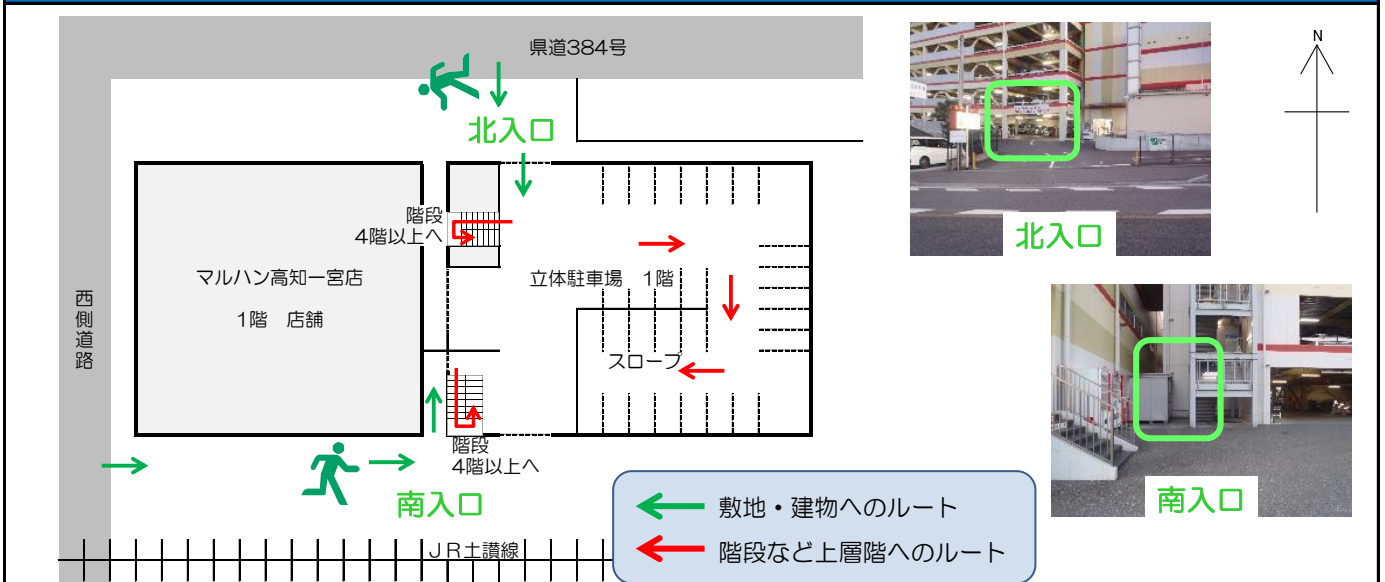 県道384号
N
北入口
階段
4階以上へ
マルハン高知一宮店
1階 店舗
立体駐車場 1階
西側道路
スロープ
階段
4階以上へ
南入口
JR土讃線
敷地・建物へのルート
階段など上層階へのルート
北入口
南入口